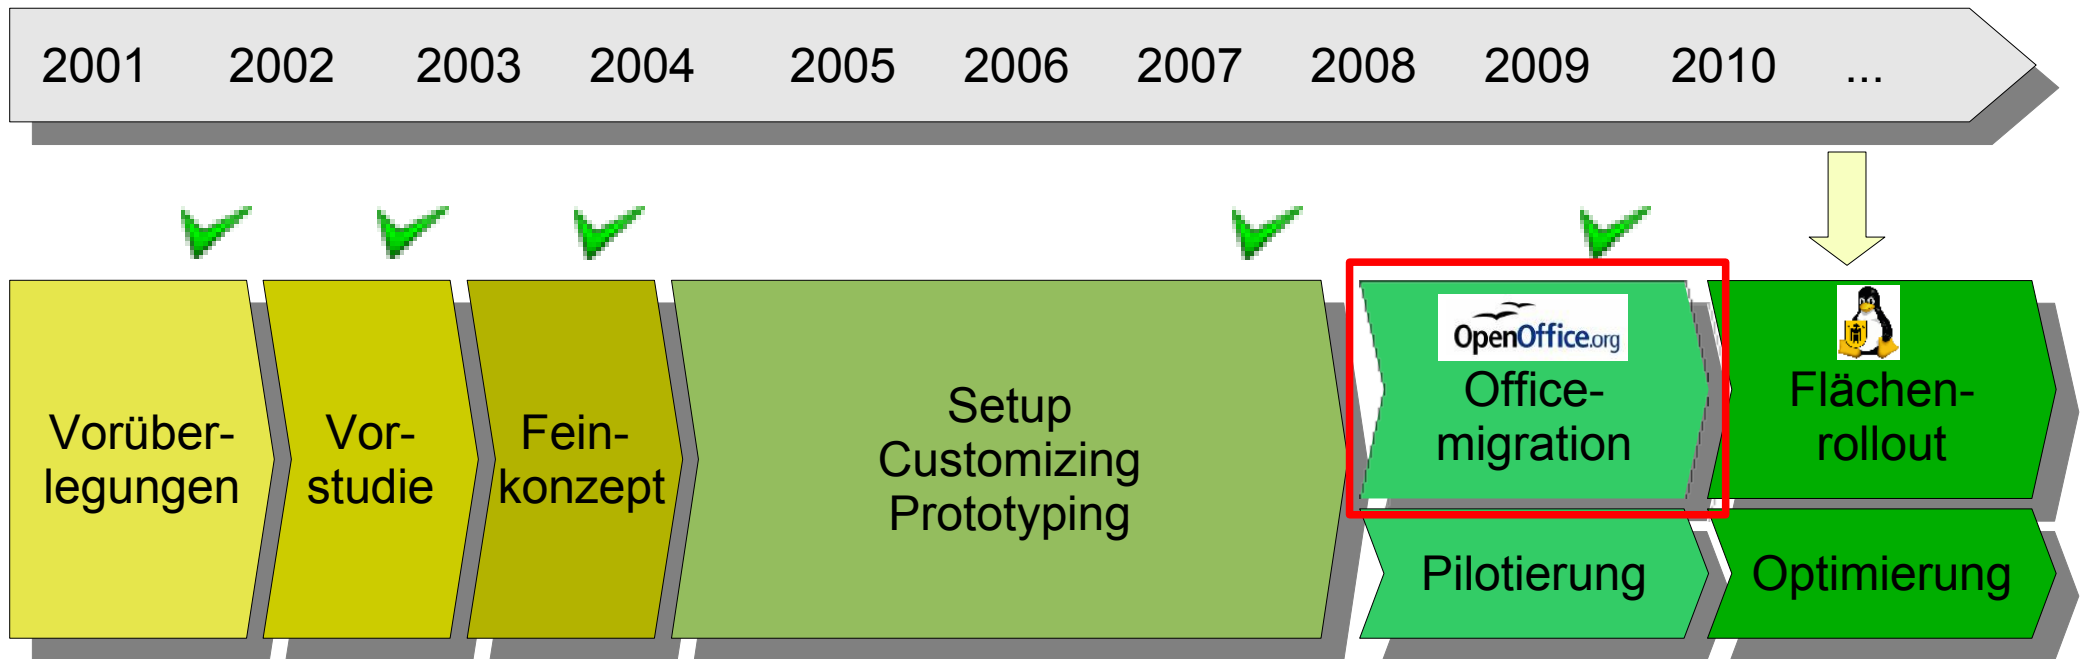 2001 2002 2003 2004 2005 2006 2007 2008 2009 2010 ...
Vorüber-
legungen
Vor-
studie
Fein-
konzept
Setup
Customizing
Prototyping
OpenOffice.org
Office-
migration
Pilotierung
Flächen-
rollout
Optimierung